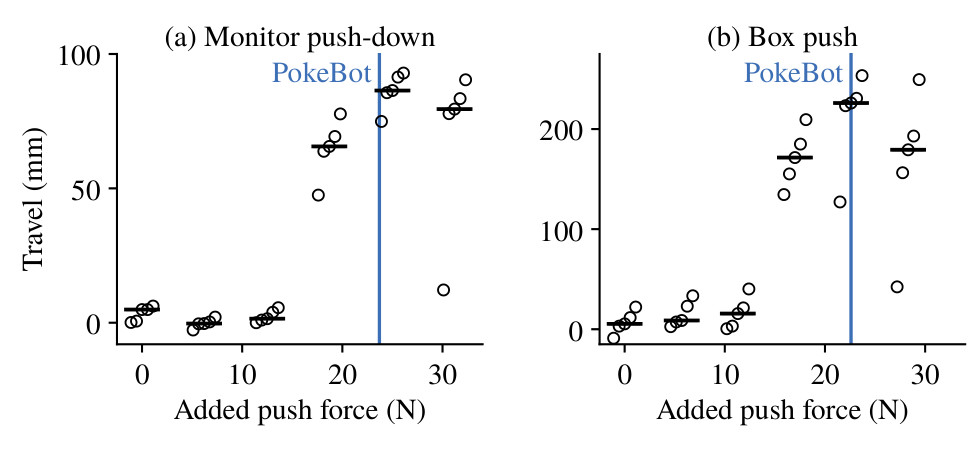 (a) Monitor push-down
PokeBot
100
50
0
Travel (mm)
0 10 20 30
Added push force (N)
(b) Box push
PokeBot
200
100
0
0 10 20 30
Added push force (N)